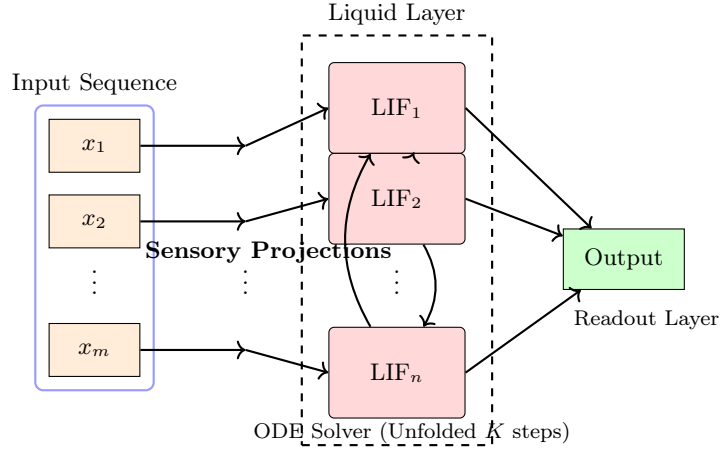 Liquid Layer
Input Sequence
x₁
LIF₁
x₂
LIF₂
Sensory Projections
⋮
⋮
⋮
Output
Readout Layer
xₘ
LIFₙ
ODE Solver (Unfolded K steps)